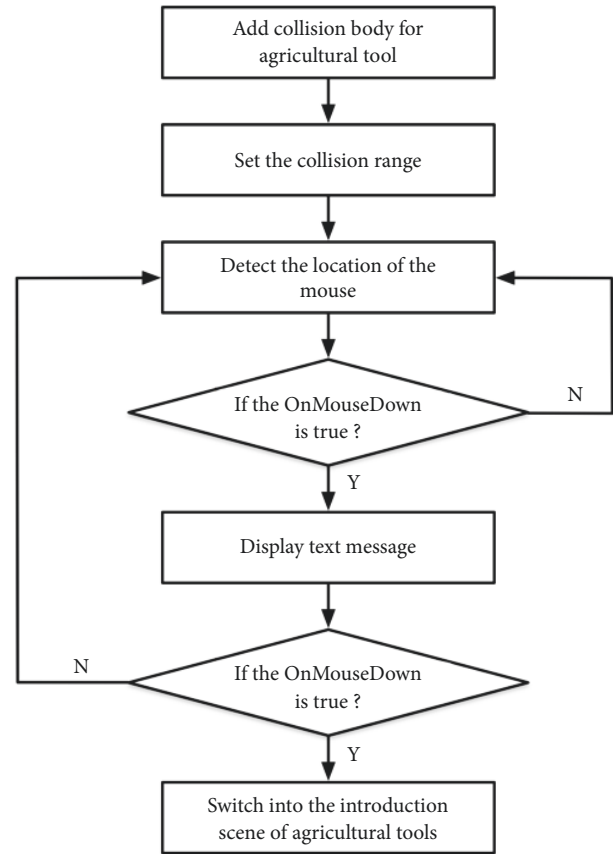 Add collision body for
agricultural tool
Set the collision range
Detect the location of the
mouse
If the OnMouseDown
is true ?
N
Y
Display text message
N
If the OnMouseDown
is true ?
Y
Switch into the introduction
scene of agricultural tools